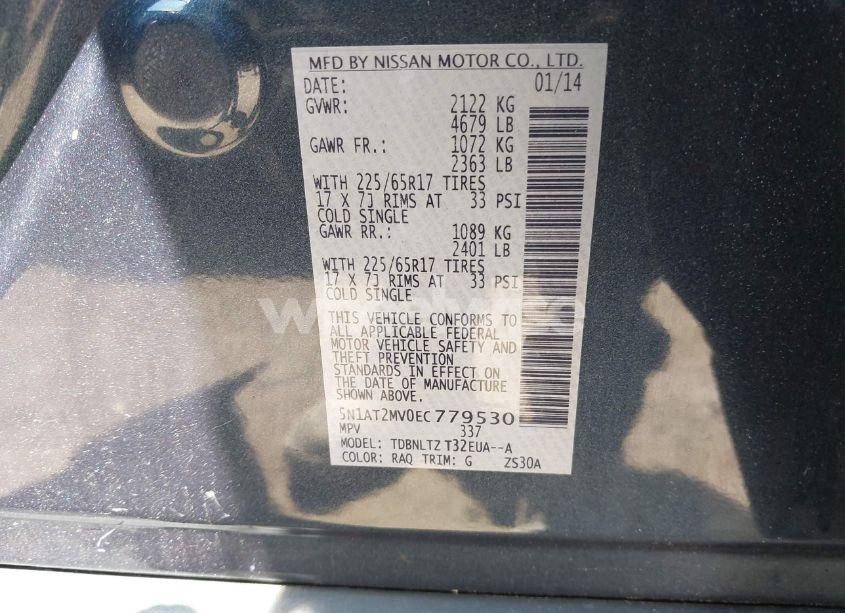 MFD BY NISSAN MOTOR CO., LTD.
DATE: 01/14
GVWR: 2122 KG
4679 LB
GAWR FR.: 1072 KG
2363 LB
WITH 225/65R17 TIRES
17 X 7J RIMS AT 33 PSI
COLD SINGLE
GAWR RR.: 1089 KG
2401 LB
WITH 225/65R17 TIRES
17 X 7J RIMS AT 33 PSI
COLD SINGLE
THIS VEHICLE CONFORMS TO
ALL APPLICABLE FEDERAL
MOTOR VEHICLE SAFETY AND
THEFT PREVENTION
STANDARDS IN EFFECT ON
THE DATE OF MANUFACTURE
SHOWN ABOVE.
5N1AT2MV0EC779530
MPV 337
MODEL: TDBNLTZ T32EUA--A
COLOR: RAQ TRIM: G ZS30A